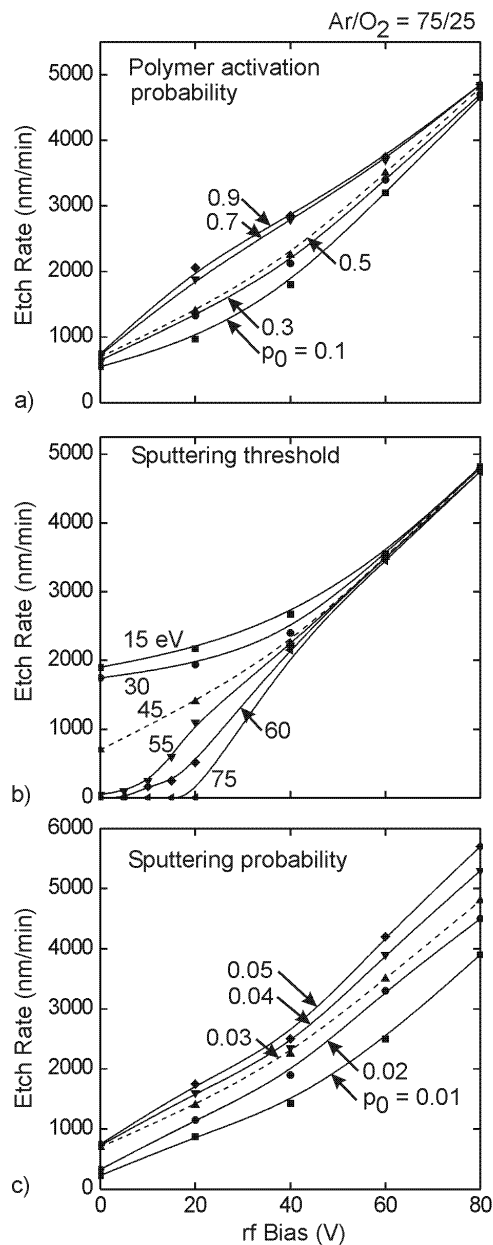 Ar/O2 = 75/25
5000
4000
3000
2000
1000
0
Etch Rate (nm/min)
Polymer activation
probability
0.9
0.7
0.5
0.3
p0 = 0.1
a)
5000
4000
3000
2000
1000
0
Etch Rate (nm/min)
Sputtering threshold
15 eV
30
45
55
60
75
b)
6000
5000
4000
3000
2000
1000
0
Etch Rate (nm/min)
Sputtering probability
0.05
0.04
0.03
0.02
p0 = 0.01
c)
0 20 40 60 80
rf Bias (V)